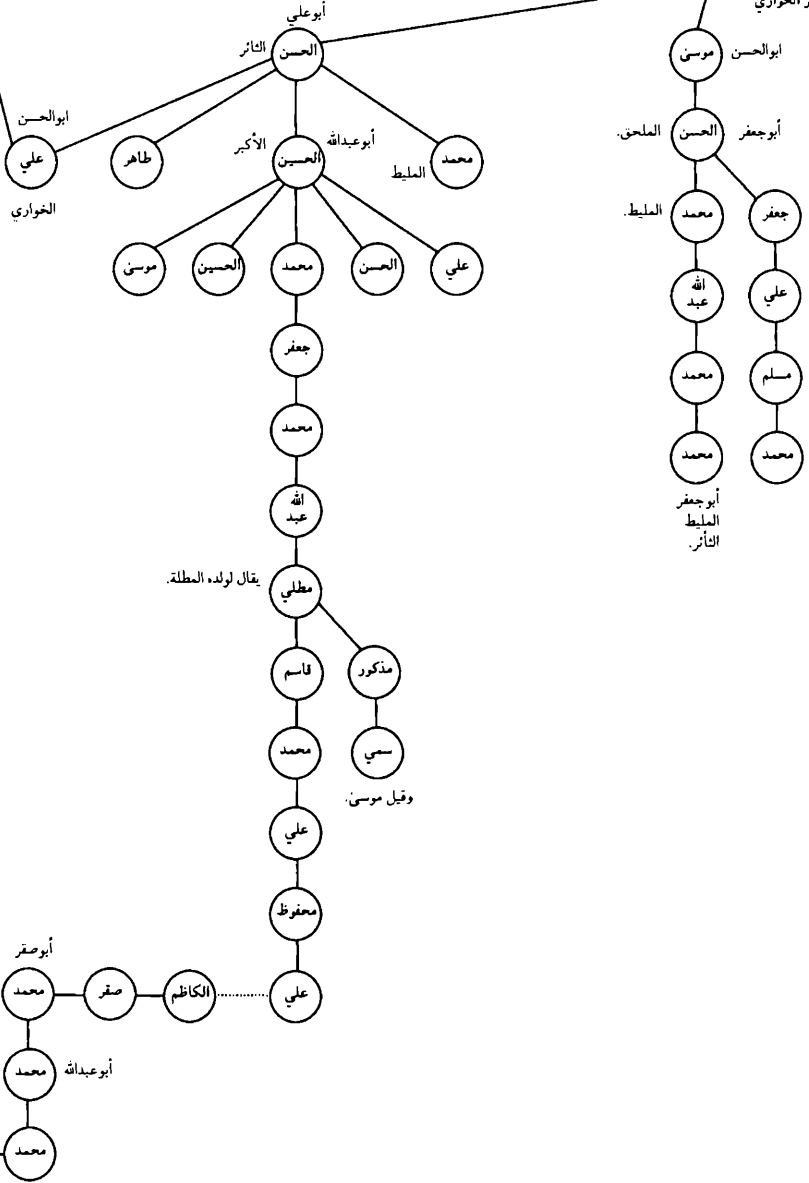 ر الخواري
أبوعلي
الحسن
الثائر
موسى
ابوالحسن
ابوالحسن
علي
الخواري
طاهر
أبوعبدالله
الحسين
الأكبر
محمد
المليط
أبوجعفر
الحسن
الملحق.
محمد
المليط.
جعفر
علي
الحسن
محمد
الحسين
موسى
عبد الله
علي
جعفر
محمد
مسلم
محمد
محمد
محمد
أبوجعفر
المليط
الثأئر.
عبد الله
مطلي
يقال لولده المطلة.
مذكور
قاسم
سمي
وقيل موسى.
محمد
علي
محفوظ
علي
الكاظم
صقر
أبوصقر
محمد
محمد
أبوعبدالله
محمد